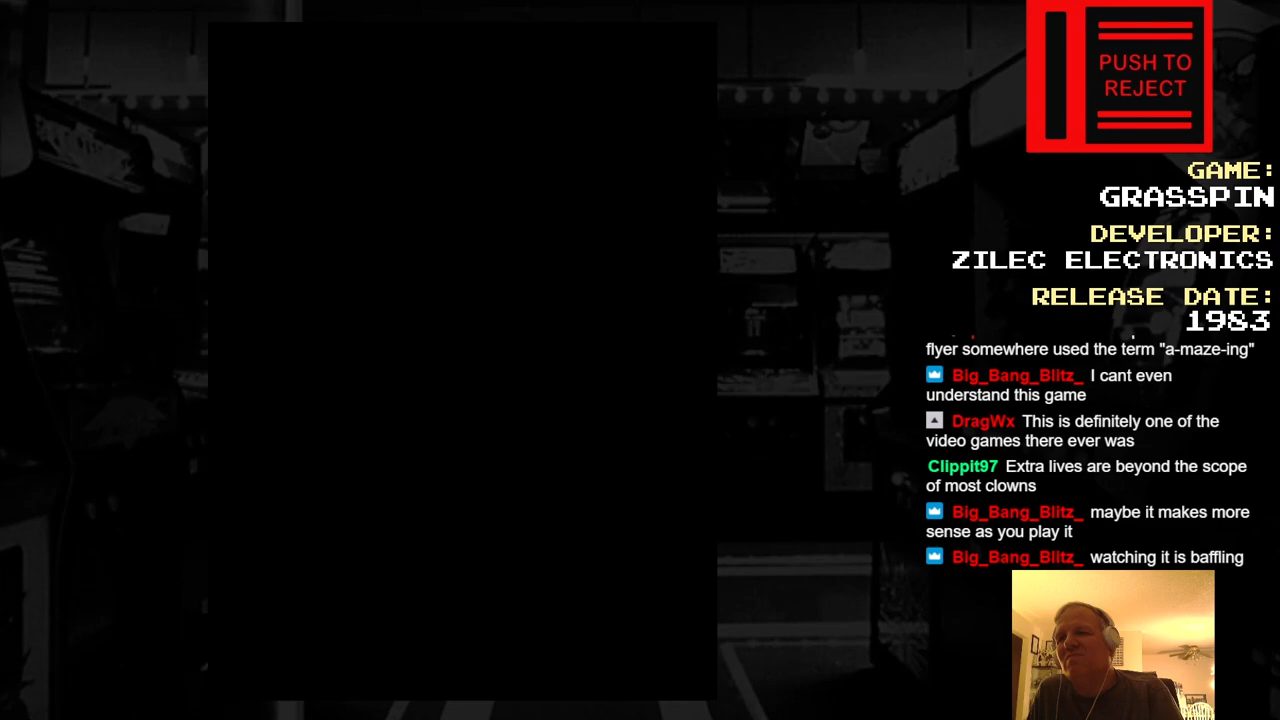 PUSH TO
REJECT
GAME:
GRASSPIN
DEVELOPER:
ZILEC ELECTRONICS
RELEASE DATE:
1983
flyer somewhere used the term "a-maze-ing"
BIg_Bang_Blitz_ I cant even
understand this game
DragWx This is definitely one of the
video games there ever was
Clippit97 Extra lives are beyond the scope
of most clowns
BIg_Bang_Blitz_ maybe it makes more
sense as you play it
BIg_Bang_Blitz_ watching it is baffling